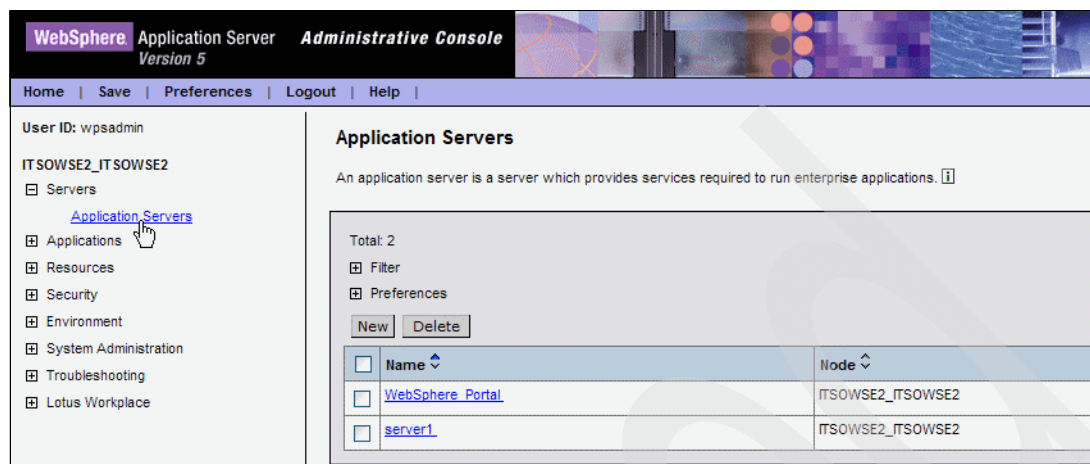 WebSphere. Application Server Administrative Console
Version 5
Home | Save | Preferences | Logout | Help |
User ID: wpsadmin
ITSOWSE2_ITSOWSE2
Servers
Application Servers
Applications
Resources
Security
Environment
System Administration
Troubleshooting
Lotus Workplace
Application Servers
An application server is a server which provides services required to run enterprise applications. i
Total: 2
Filter
Preferences
New Delete
Name Node
WebSphere_Portal ITSOWSE2_ITSOWSE2
server1 ITSOWSE2_ITSOWSE2